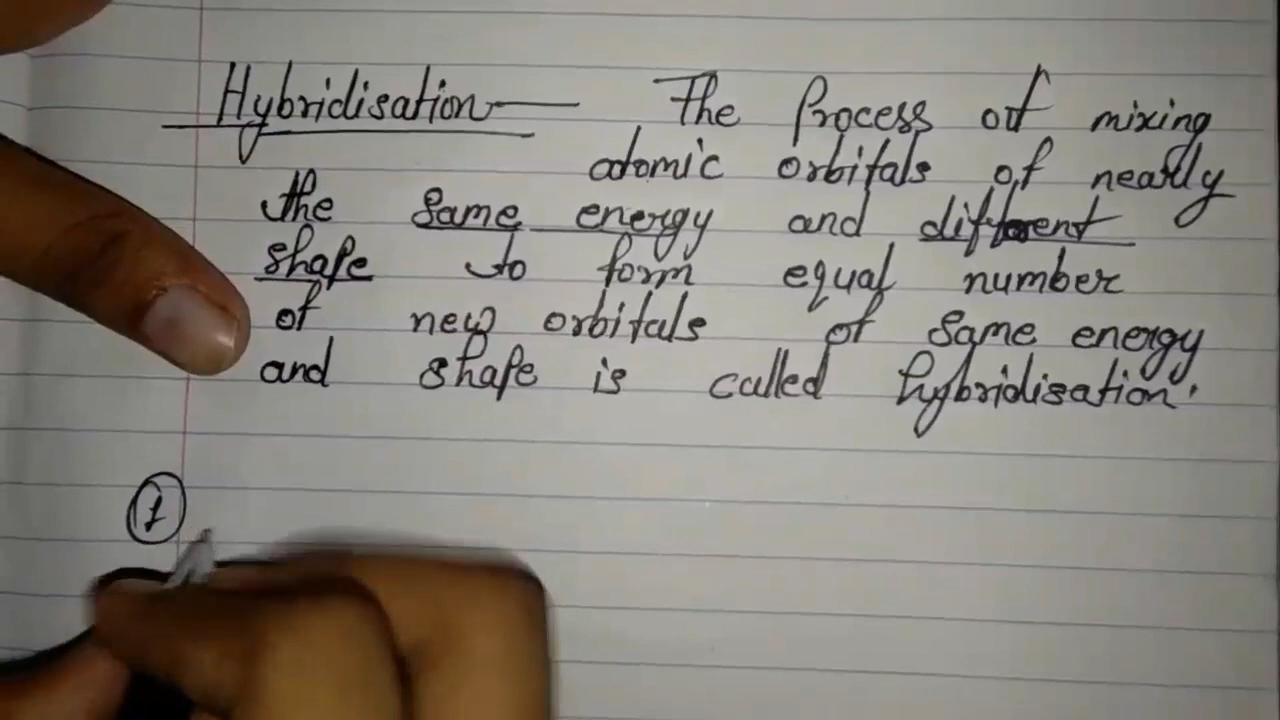 Hybridisation — The Process of mixing
atomic orbitals of nearly
the same energy and different
shape to form equal number
of new orbitals of same energy
and shape is called hybridisation.
1